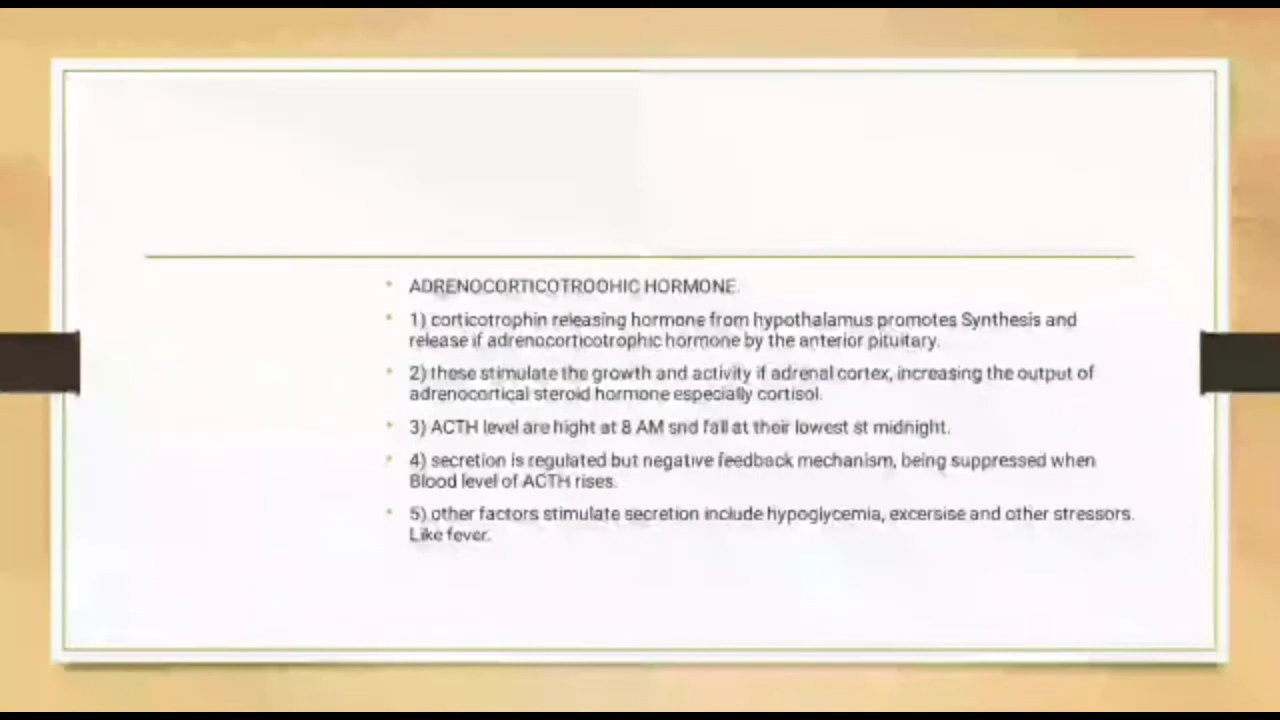 ADRENOCORTICOTROOHIC HORMONE.
1) corticotrophin releasing hormone from hypothalamus promotes Synthesis and
release if adrenocorticotrophic hormone by the anterior pituitary.
2) these stimulate the growth and activity if adrenal cortex, increasing the output of
adrenocortical steroid hormone especially cortisol.
3) ACTH level are hight at 8 AM snd fall at their lowest st midnight.
4) secretion is regulated but negative feedback mechanism, being suppressed when
Blood level of ACTH rises.
5) other factors stimulate secretion include hypoglycemia, excersise and other stressors.
Like fever.